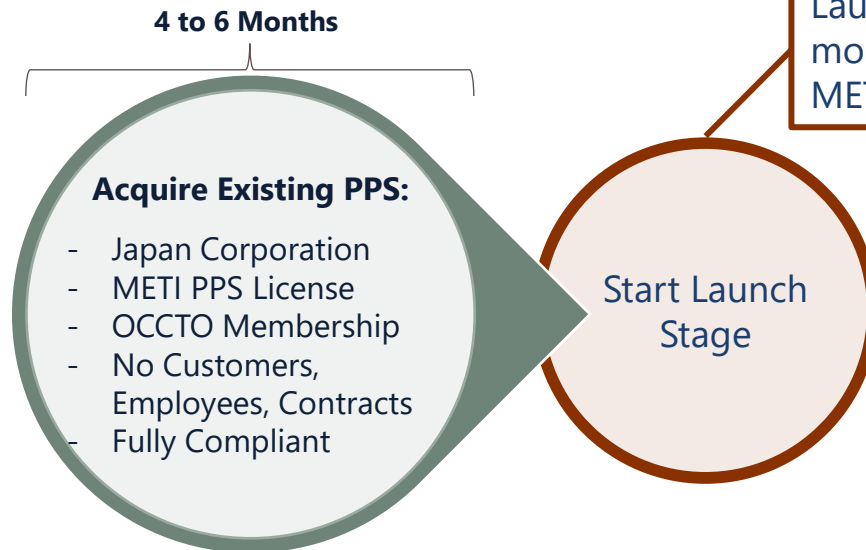 4 to 6 Months
Acquire Existing PPS:
- Japan Corporation
- METI PPS License
- OCCTO Membership
- No Customers,
Employees, Contracts
- Fully Compliant
Start Launch
Stage